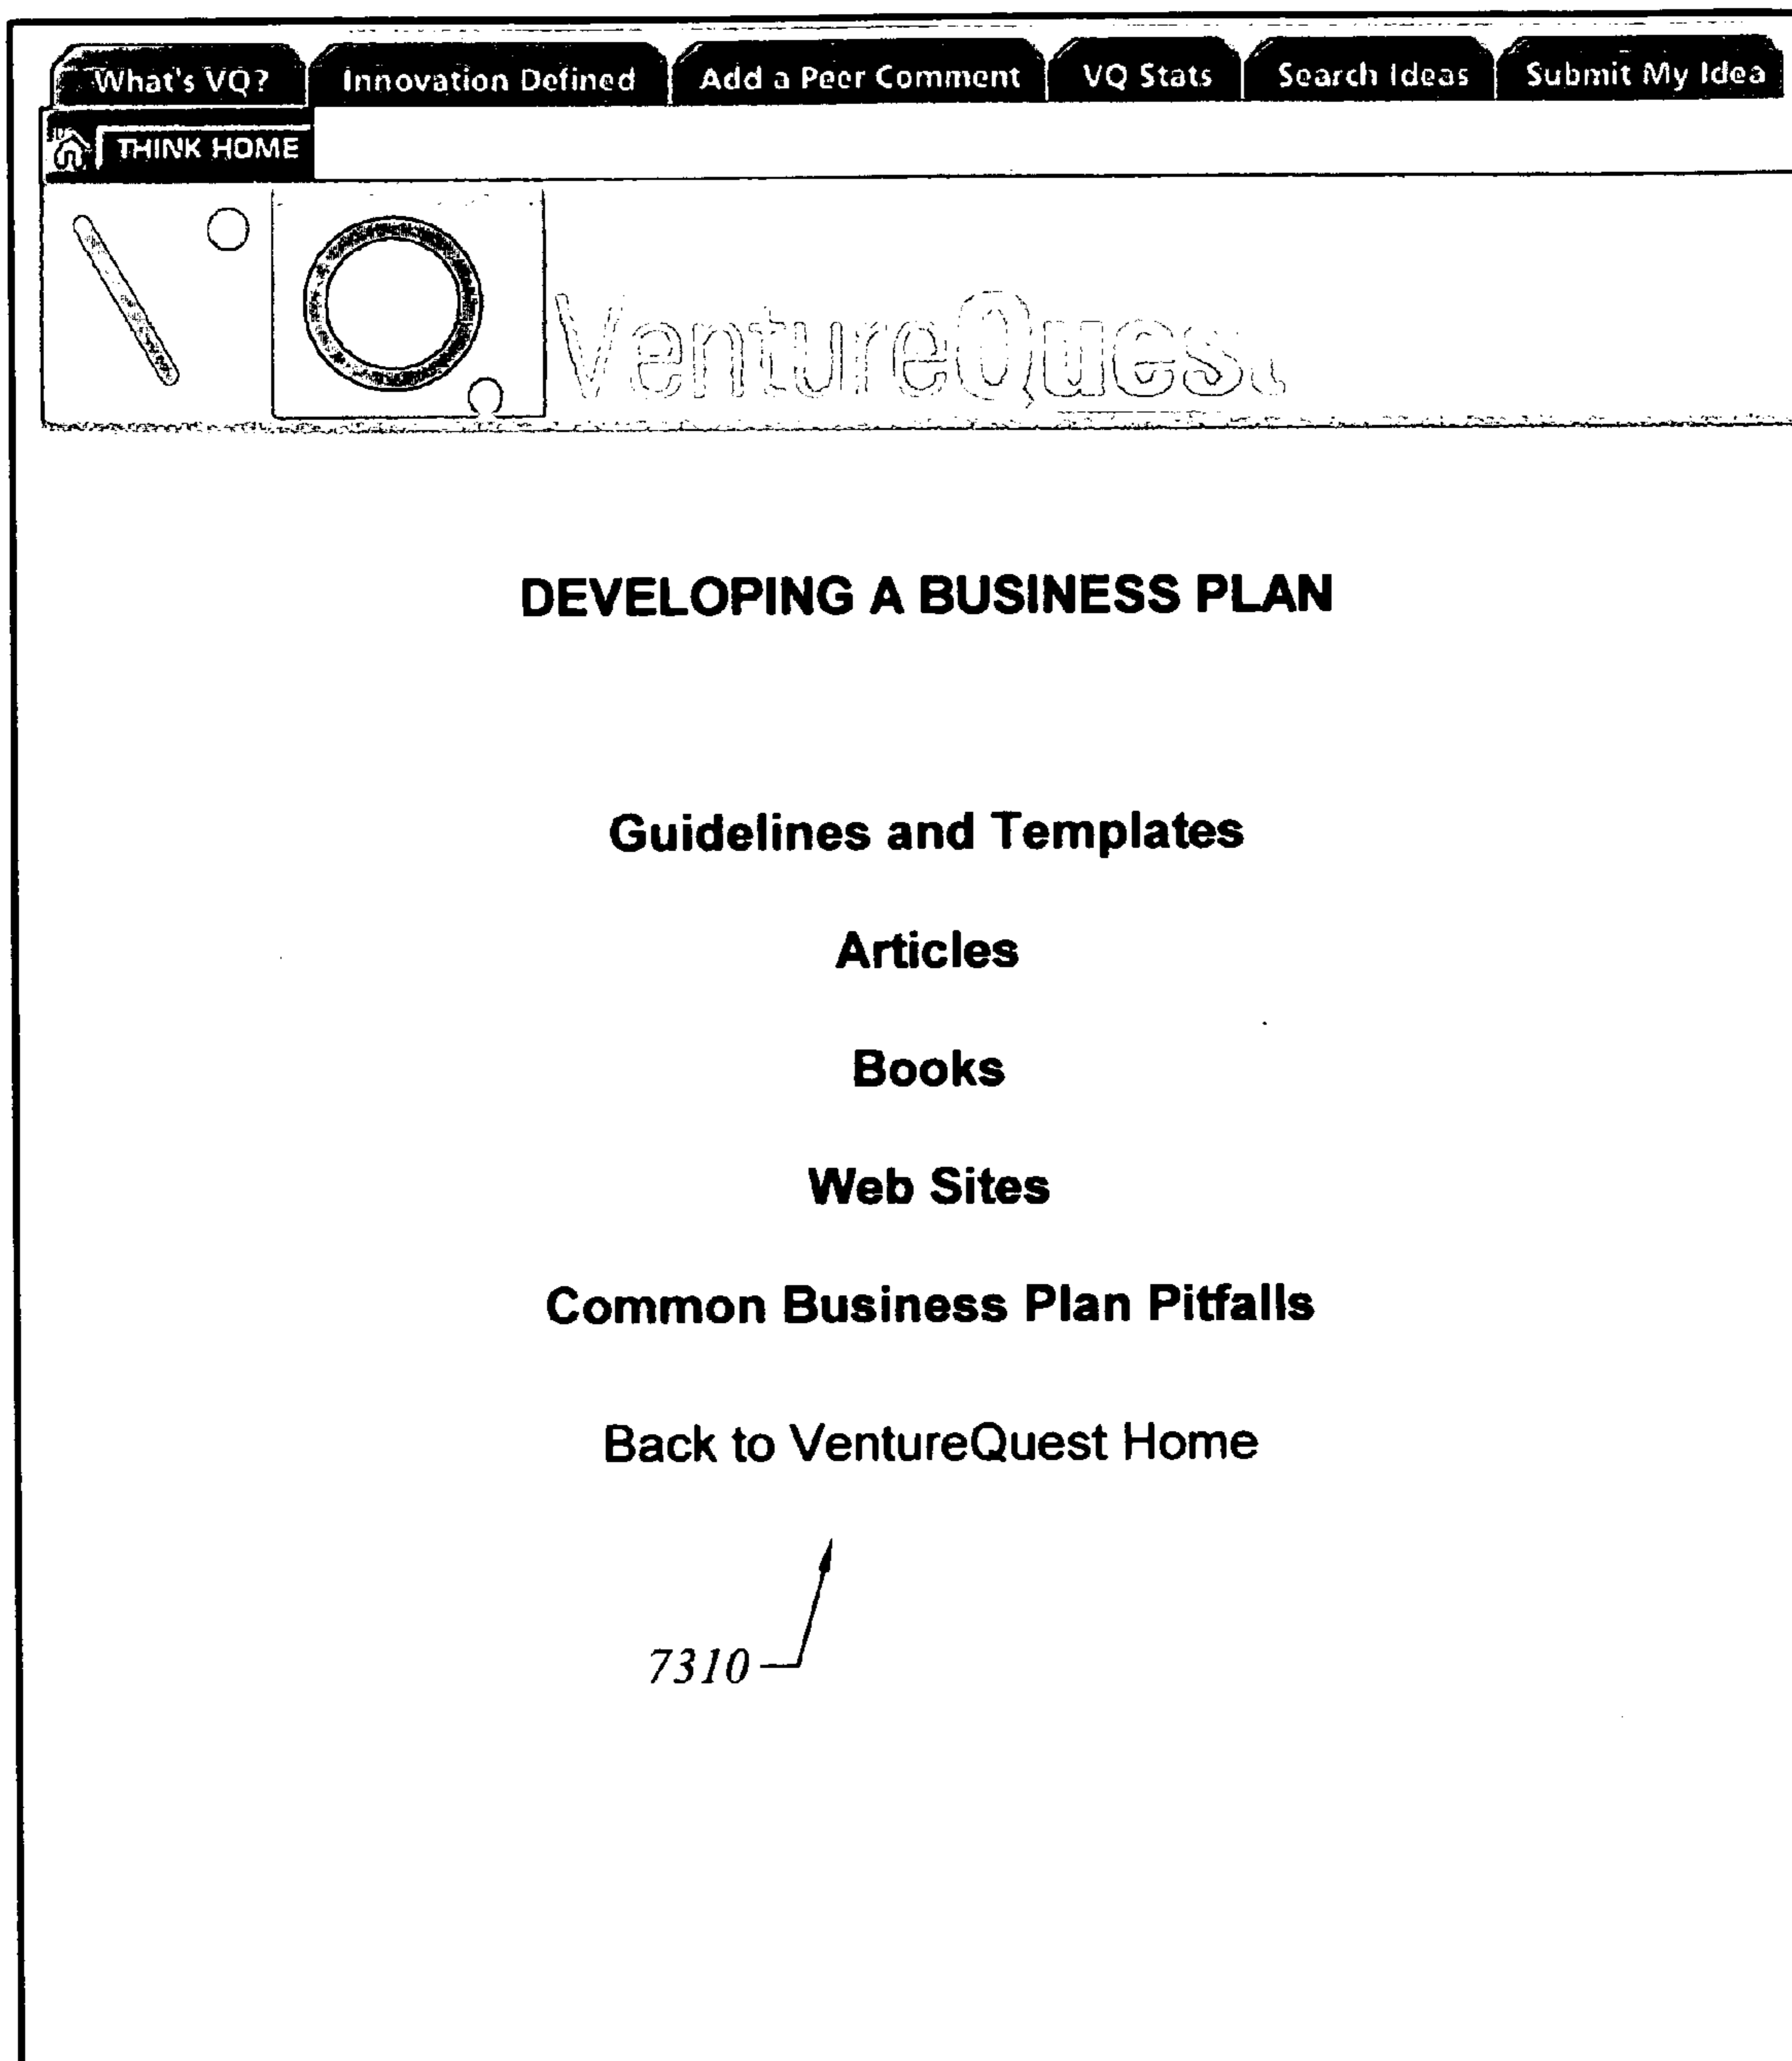 What's VQ? Innovation Defined Add a Peer Comment VQ Stats Search Ideas Submit My Idea
THINK HOME
VentureQuest
DEVELOPING A BUSINESS PLAN
Guidelines and Templates
Articles
Books
Web Sites
Common Business Plan Pitfalls
Back to VentureQuest Home
7310